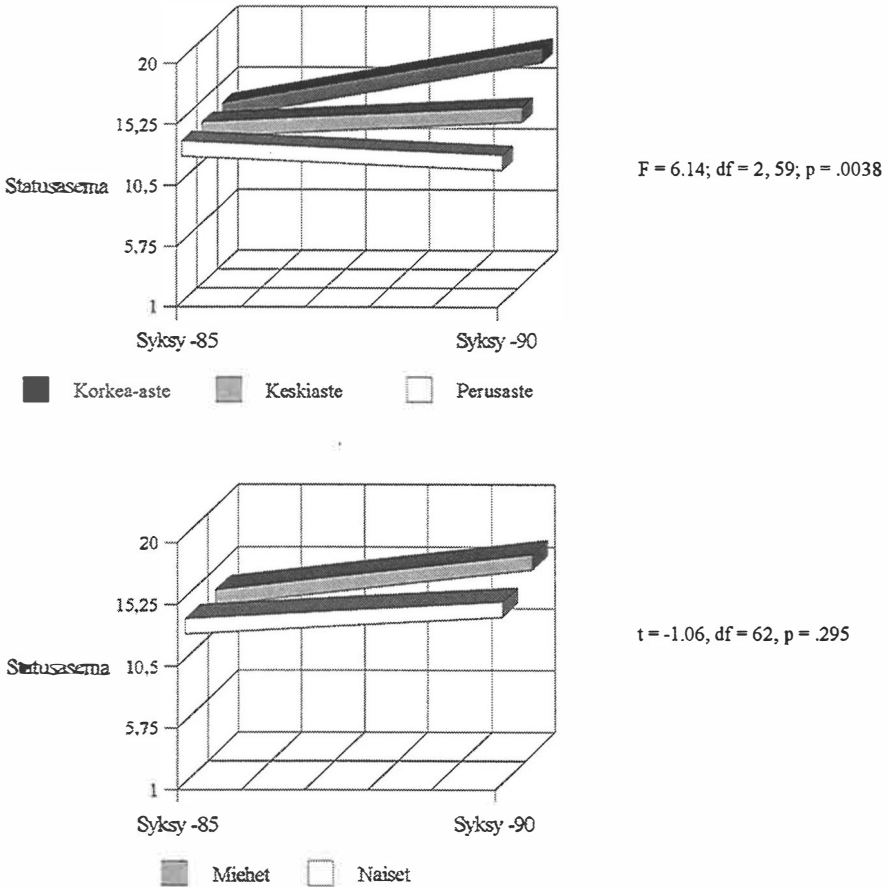 20
15,25
Statusasema 10,5
5,75
1
Syksy -85 Syksy -90
F = 6.14; df = 2, 59; p = .0038
Korkea-aste Keskiaste Perusaste
20
15,25
Statusasema 10,5
5,75
1
Syksy -85 Syksy -90
t = -1.06, df = 62, p = .295
Miehet Naiset